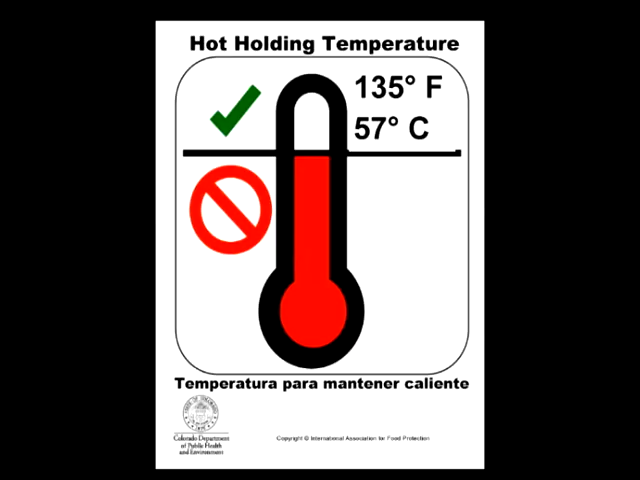 Hot Holding Temperature
135° F
57° C
Temperatura para mantener caliente
Colorado Department
of Public Health
and Environment
Copyright © International Association for Food Protection